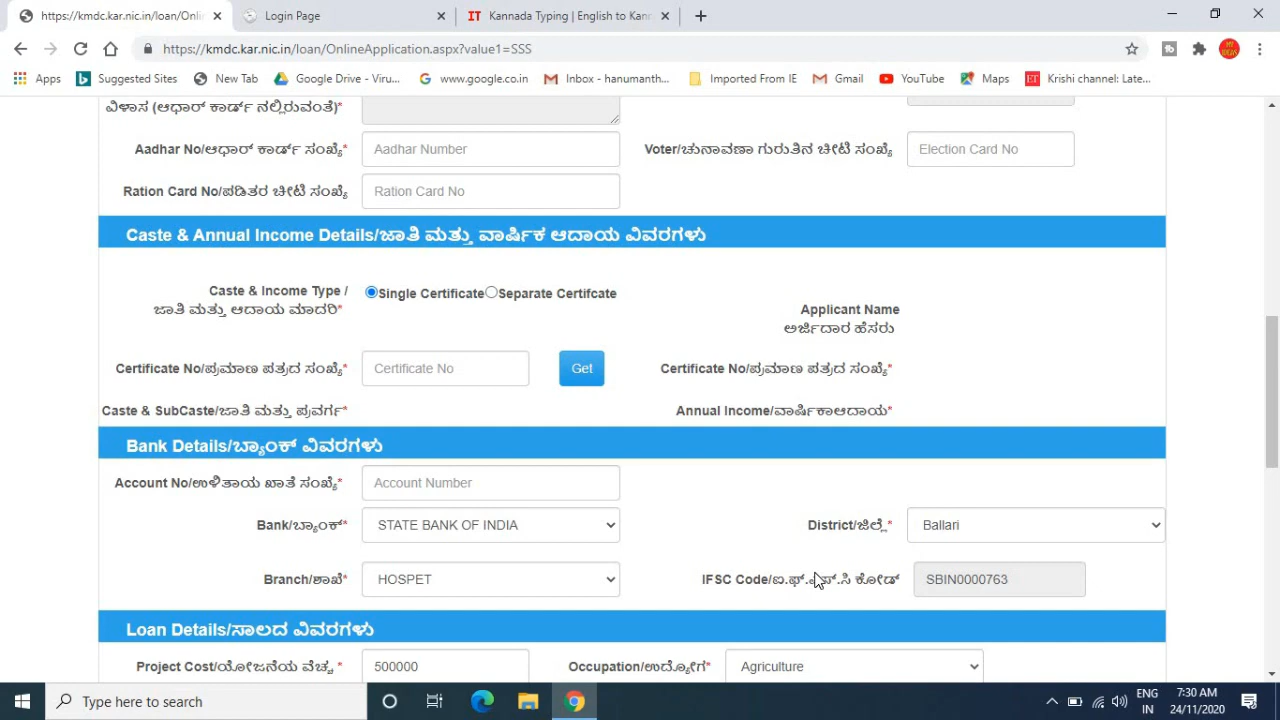 https://kmdc.kar.nic.in/loan/Onli
Login Page
IT Kannada Typing | English to Kann
https://kmdc.kar.nic.in/loan/OnlineApplication.aspx?value1=SSS
Apps Suggested Sites New Tab Google Drive - Viru... www.google.co.in Inbox - hanumanth... Imported From IE Gmail YouTube Maps ET Krishi channel: Late...
ವಿಳಾಸ (ಆಧಾರ್ ಕಾರ್ಡ್ ನಲ್ಲಿರುವಂತೆ)*
Aadhar No/ಆಧಾರ್ ಕಾರ್ಡ್ ಸಂಖ್ಯೆ* Aadhar Number Voter/ಚುನಾವಣಾ ಗುರುತಿನ ಚೀಟಿ ಸಂಖ್ಯೆ Election Card No
Ration Card No/ಪಡಿತರ ಚೀಟಿ ಸಂಖ್ಯೆ Ration Card No
Caste & Annual Income Details/ಜಾತಿ ಮತ್ತು ವಾರ್ಷಿಕ ಆದಾಯ ವಿವರಗಳು
Caste & Income Type /
ಜಾತಿ ಮತ್ತು ಆದಾಯ ಮಾದರಿ*
Single Certificate Separate Certifcate
Applicant Name
ಅರ್ಜಿದಾರ ಹೆಸರು
Certificate No/ಪ್ರಮಾಣ ಪತ್ರದ ಸಂಖ್ಯೆ* Certificate No Get Certificate No/ಪ್ರಮಾಣ ಪತ್ರದ ಸಂಖ್ಯೆ*
Caste & SubCaste/ಜಾತಿ ಮತ್ತು ಪ್ರವರ್ಗ* Annual Income/ವಾರ್ಷಿಕಾಆದಾಯ*
Bank Details/ಬ್ಯಾಂಕ್ ವಿವರಗಳು
Account No/ಉಳಿತಾಯ ಖಾತೆ ಸಂಖ್ಯೆ* Account Number
Bank/ಬ್ಯಾಂಕ್* STATE BANK OF INDIA District/ಜಿಲ್ಲೆ* Ballari
Branch/ಶಾಖೆ* HOSPET IFSC Code/ಐ.ಫ್.ಎಸ್.ಸಿ ಕೋಡ್ SBIN0000763
Loan Details/ಸಾಲದ ವಿವರಗಳು
Project Cost/ಯೋಜನೆಯ ವೆಚ್ಚ * 500000 Occupation/ಉದ್ಯೋಗ* Agriculture
Type here to search
ENG
IN
7:30 AM
24/11/2020